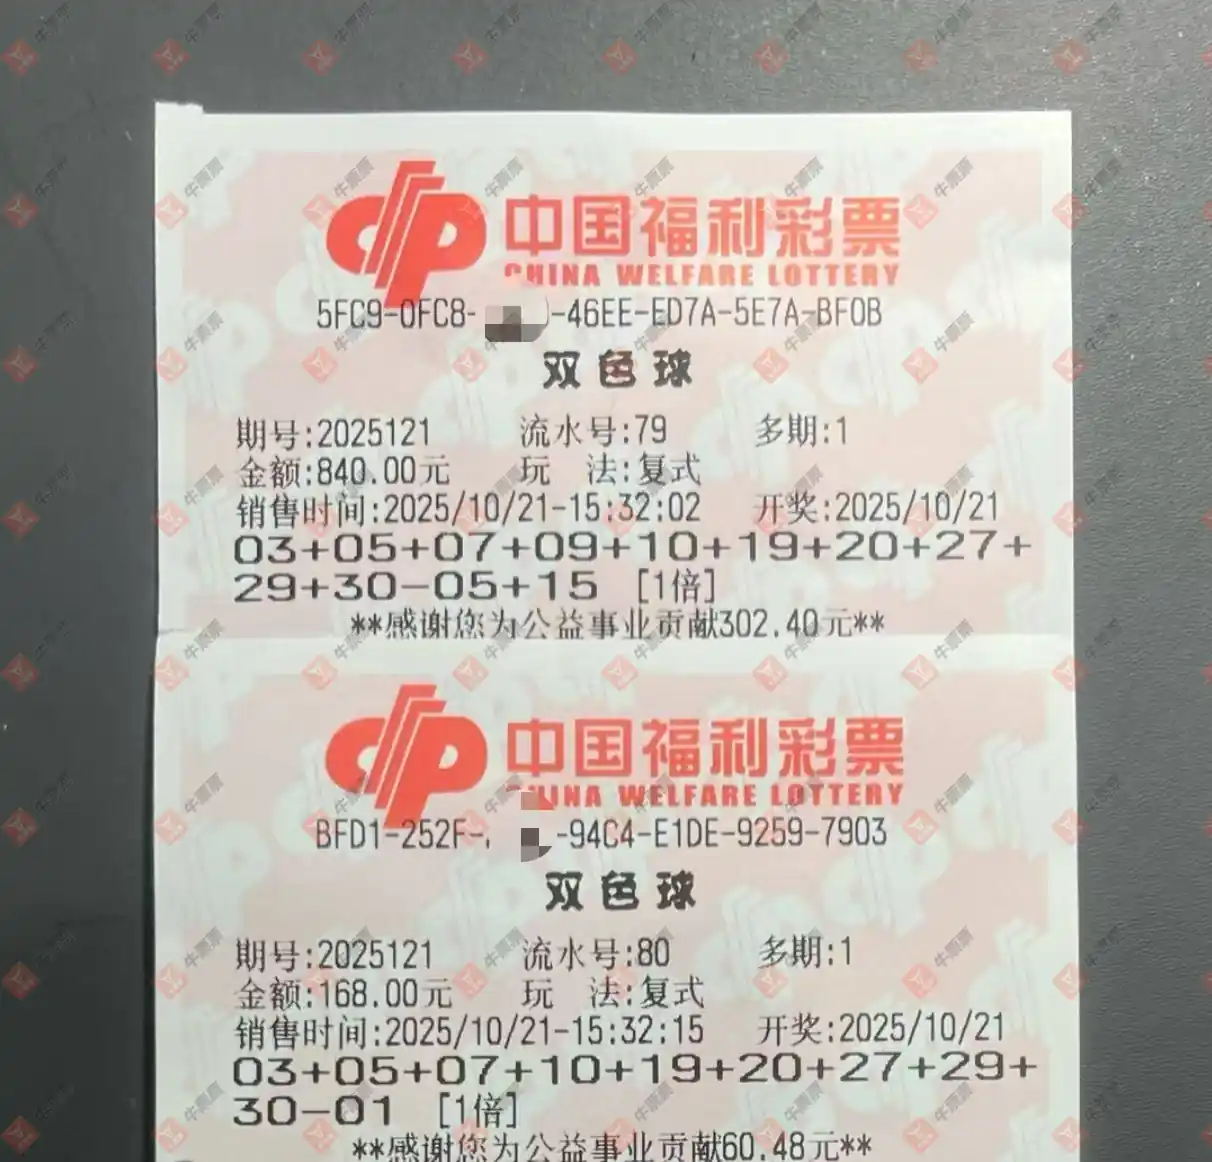 中国福利彩票
CHINA WELFARE LOTTERY
5FC9-0FC8- -46EE-ED7A-5E7A-BF0B
双色球
期号:2025121 流水号:79 多期:1
金额:840.00元 玩 法:复式
销售时间:2025/10/21-15:32:02 开奖:2025/10/21
03+05+07+09+10+19+20+27+
29+30-05+15 [1倍]
**感谢您为公益事业贡献302.40元**
中国福利彩票
CHINA WELFARE LOTTERY
BFD1-252F- -94C4-E1DE-9259-7903
双色球
期号:2025121 流水号:80 多期:1
金额:168.00元 玩 法:复式
销售时间:2025/10/21-15:32:15 开奖:2025/10/21
03+05+07+10+19+20+27+29+
30-01 [1倍]
**感谢您为公益事业贡献60.48元**
牛票票